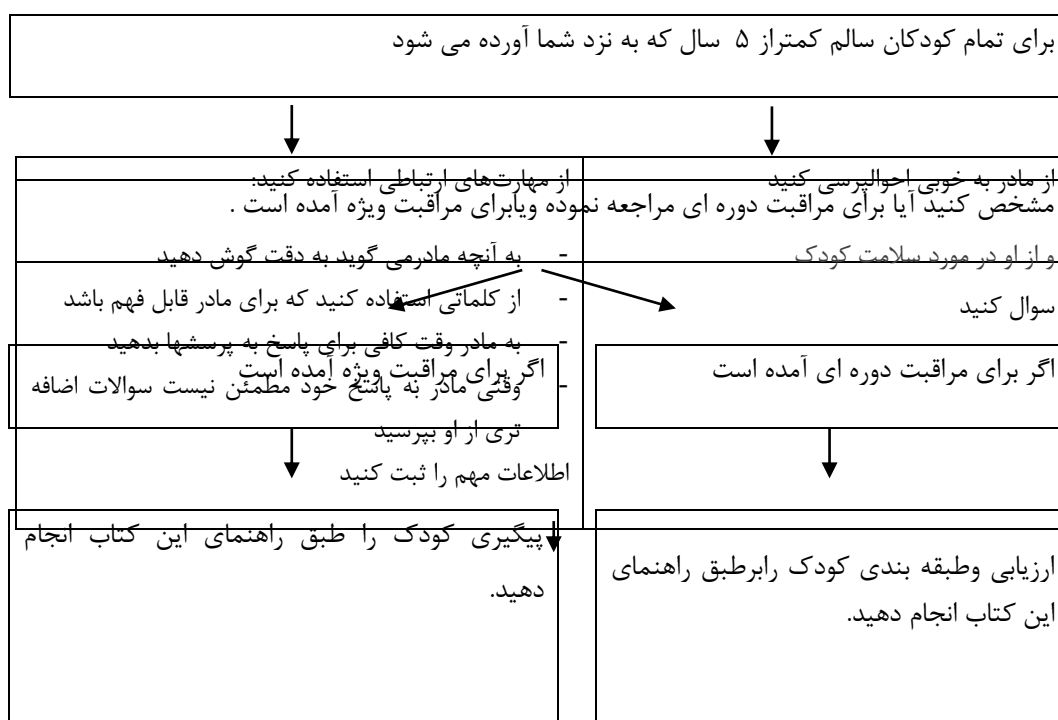 برای تمام کودکان سالم کمتراز ۵ سال که به نزد شما آورده می شود
از مادر به خوبی احوالپرسی کنید
و از او در مورد سلامت کودک
سوال کنید
از مهارت‌های ارتباطی استفاده کنید:
- به آنچه مادرمی گوید به دقت گوش دهید
- از کلماتی استفاده کنید که برای مادر قابل فهم باشد
- به مادر وقت کافی برای پاسخ به پرسشها بدهید
- وقتی مادر به پاسخ خود مطمئن نیست سوالات اضافه
تری از او بپرسید
اطلاعات مهم را ثبت کنید
مشخص کنید آیا برای مراقبت دوره ای مراجعه نموده ویابرای مراقبت ویژه آمده است .
اگر برای مراقبت دوره ای آمده است
اگر برای مراقبت ویژه آمده است
ارزیابی وطبقه بندی کودک رابرطبق راهنمای
این کتاب انجام دهید.
پیگیری کودک را طبق راهنمای این کتاب انجام
دهید.